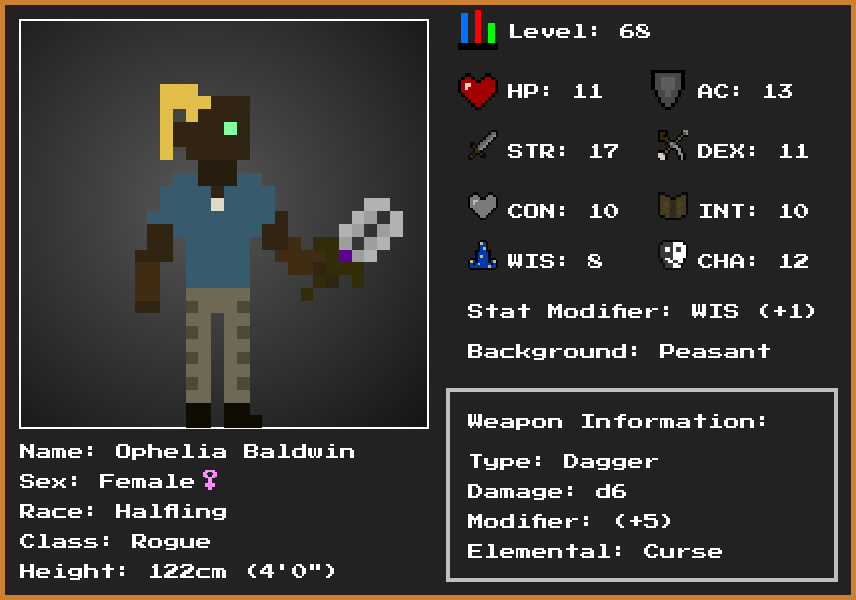 Level: 68
HP: 11 AC: 13
STR: 17 DEX: 11
CON: 10 INT: 10
WIS: 8 CHA: 12
Stat Modifier: WIS (+1)
Background: Peasant
Weapon Information:
Type: Dagger
Damage: d6
Modifier: (+5)
Elemental: Curse
Name: Ophelia Baldwin
Sex: Female♀
Race: Halfling
Class: Rogue
Height: 122cm (4'0")